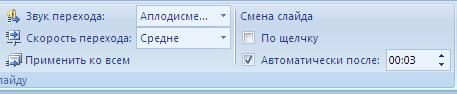 Звук перехода: Аплодисме...
Скорость перехода: Средне
Применить ко всем
Смена слайда
По щелчку
Автоматически после: 00:03
лайду